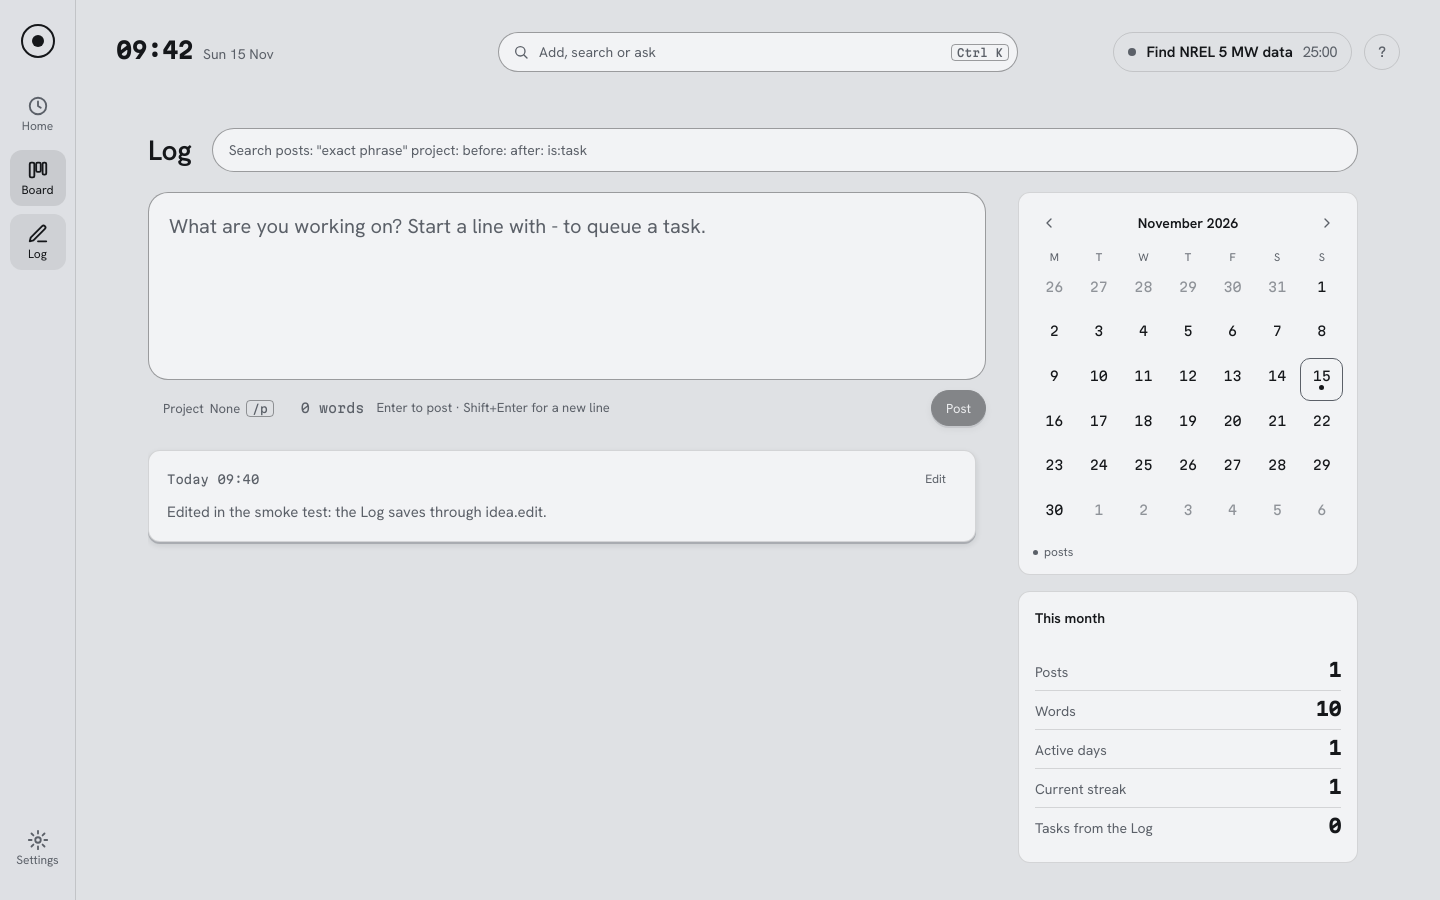 09:42 Sun 15 Nov
Add, search or ask Ctrl K
Find NREL 5 MW data 25:00 ?
Home
Board
Log
Settings
Log
Search posts: "exact phrase" project: before: after: is:task
What are you working on? Start a line with - to queue a task.
Project None /p 0 words Enter to post · Shift+Enter for a new line Post
Today 09:40 Edit
Edited in the smoke test: the Log saves through idea.edit.
November 2026
M T W T F S S
26 27 28 29 30 31 1
2 3 4 5 6 7 8
9 10 11 12 13 14 15
16 17 18 19 20 21 22
23 24 25 26 27 28 29
30 1 2 3 4 5 6
posts
This month
Posts 1
Words 10
Active days 1
Current streak 1
Tasks from the Log 0